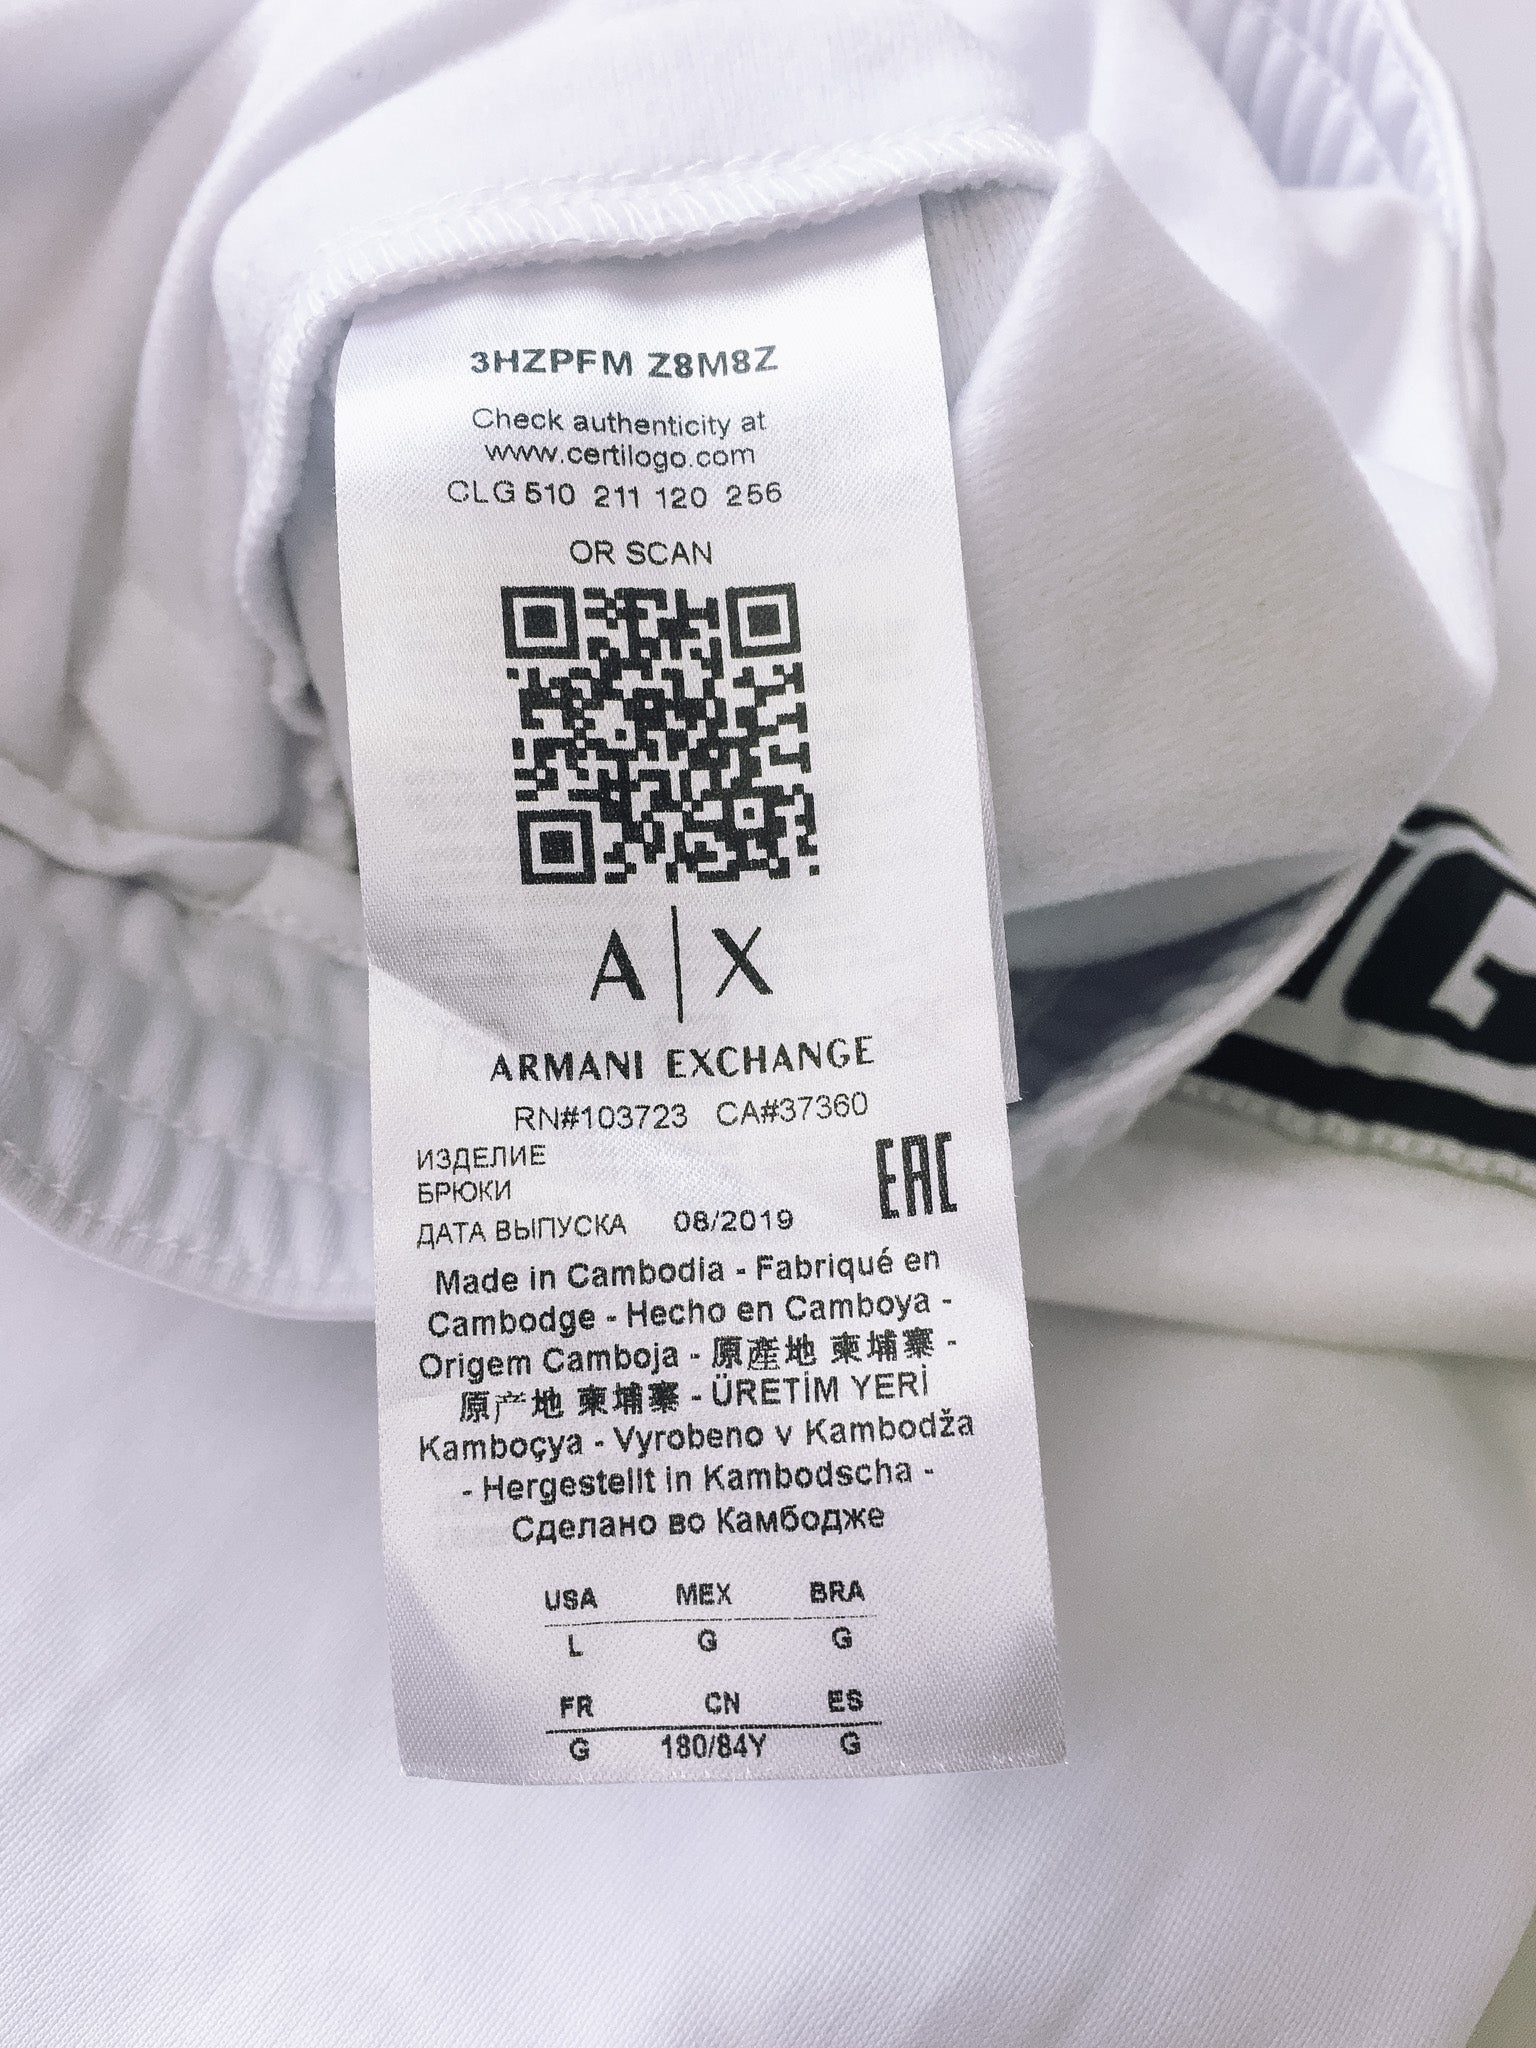 3HZPFM Z8M8Z
Check authenticity at
www.certilogo.com
CLG 510 211 120 256
OR SCAN
A|X
ARMANI EXCHANGE
RN#103723 CA#37360
ИЗДЕЛИЕ
БРЮКИ
ДАТА ВЫПУСКА 08/2019
EAC
Made in Cambodia - Fabriqué en
Cambodge - Hecho en Camboya -
Origem Camboja - 原產地 柬埔寨 -
原产地 柬埔寨 - ÜRETİM YERİ
Kamboçya - Vyrobeno v Kambodža
- Hergestellt in Kambodscha -
Сделано во Камбодже
USA MEX BRA
L G G
FR CN ES
G 180/84Y G
G